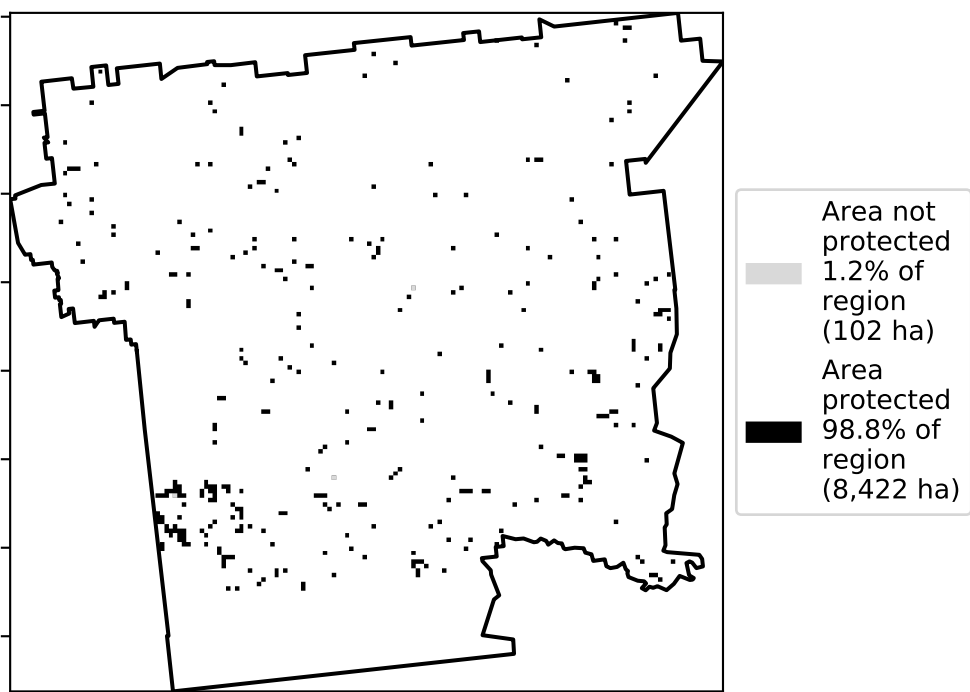 Area not
protected
1.2% of
region
(102 ha)
Area
protected
98.8% of
region
(8,422 ha)